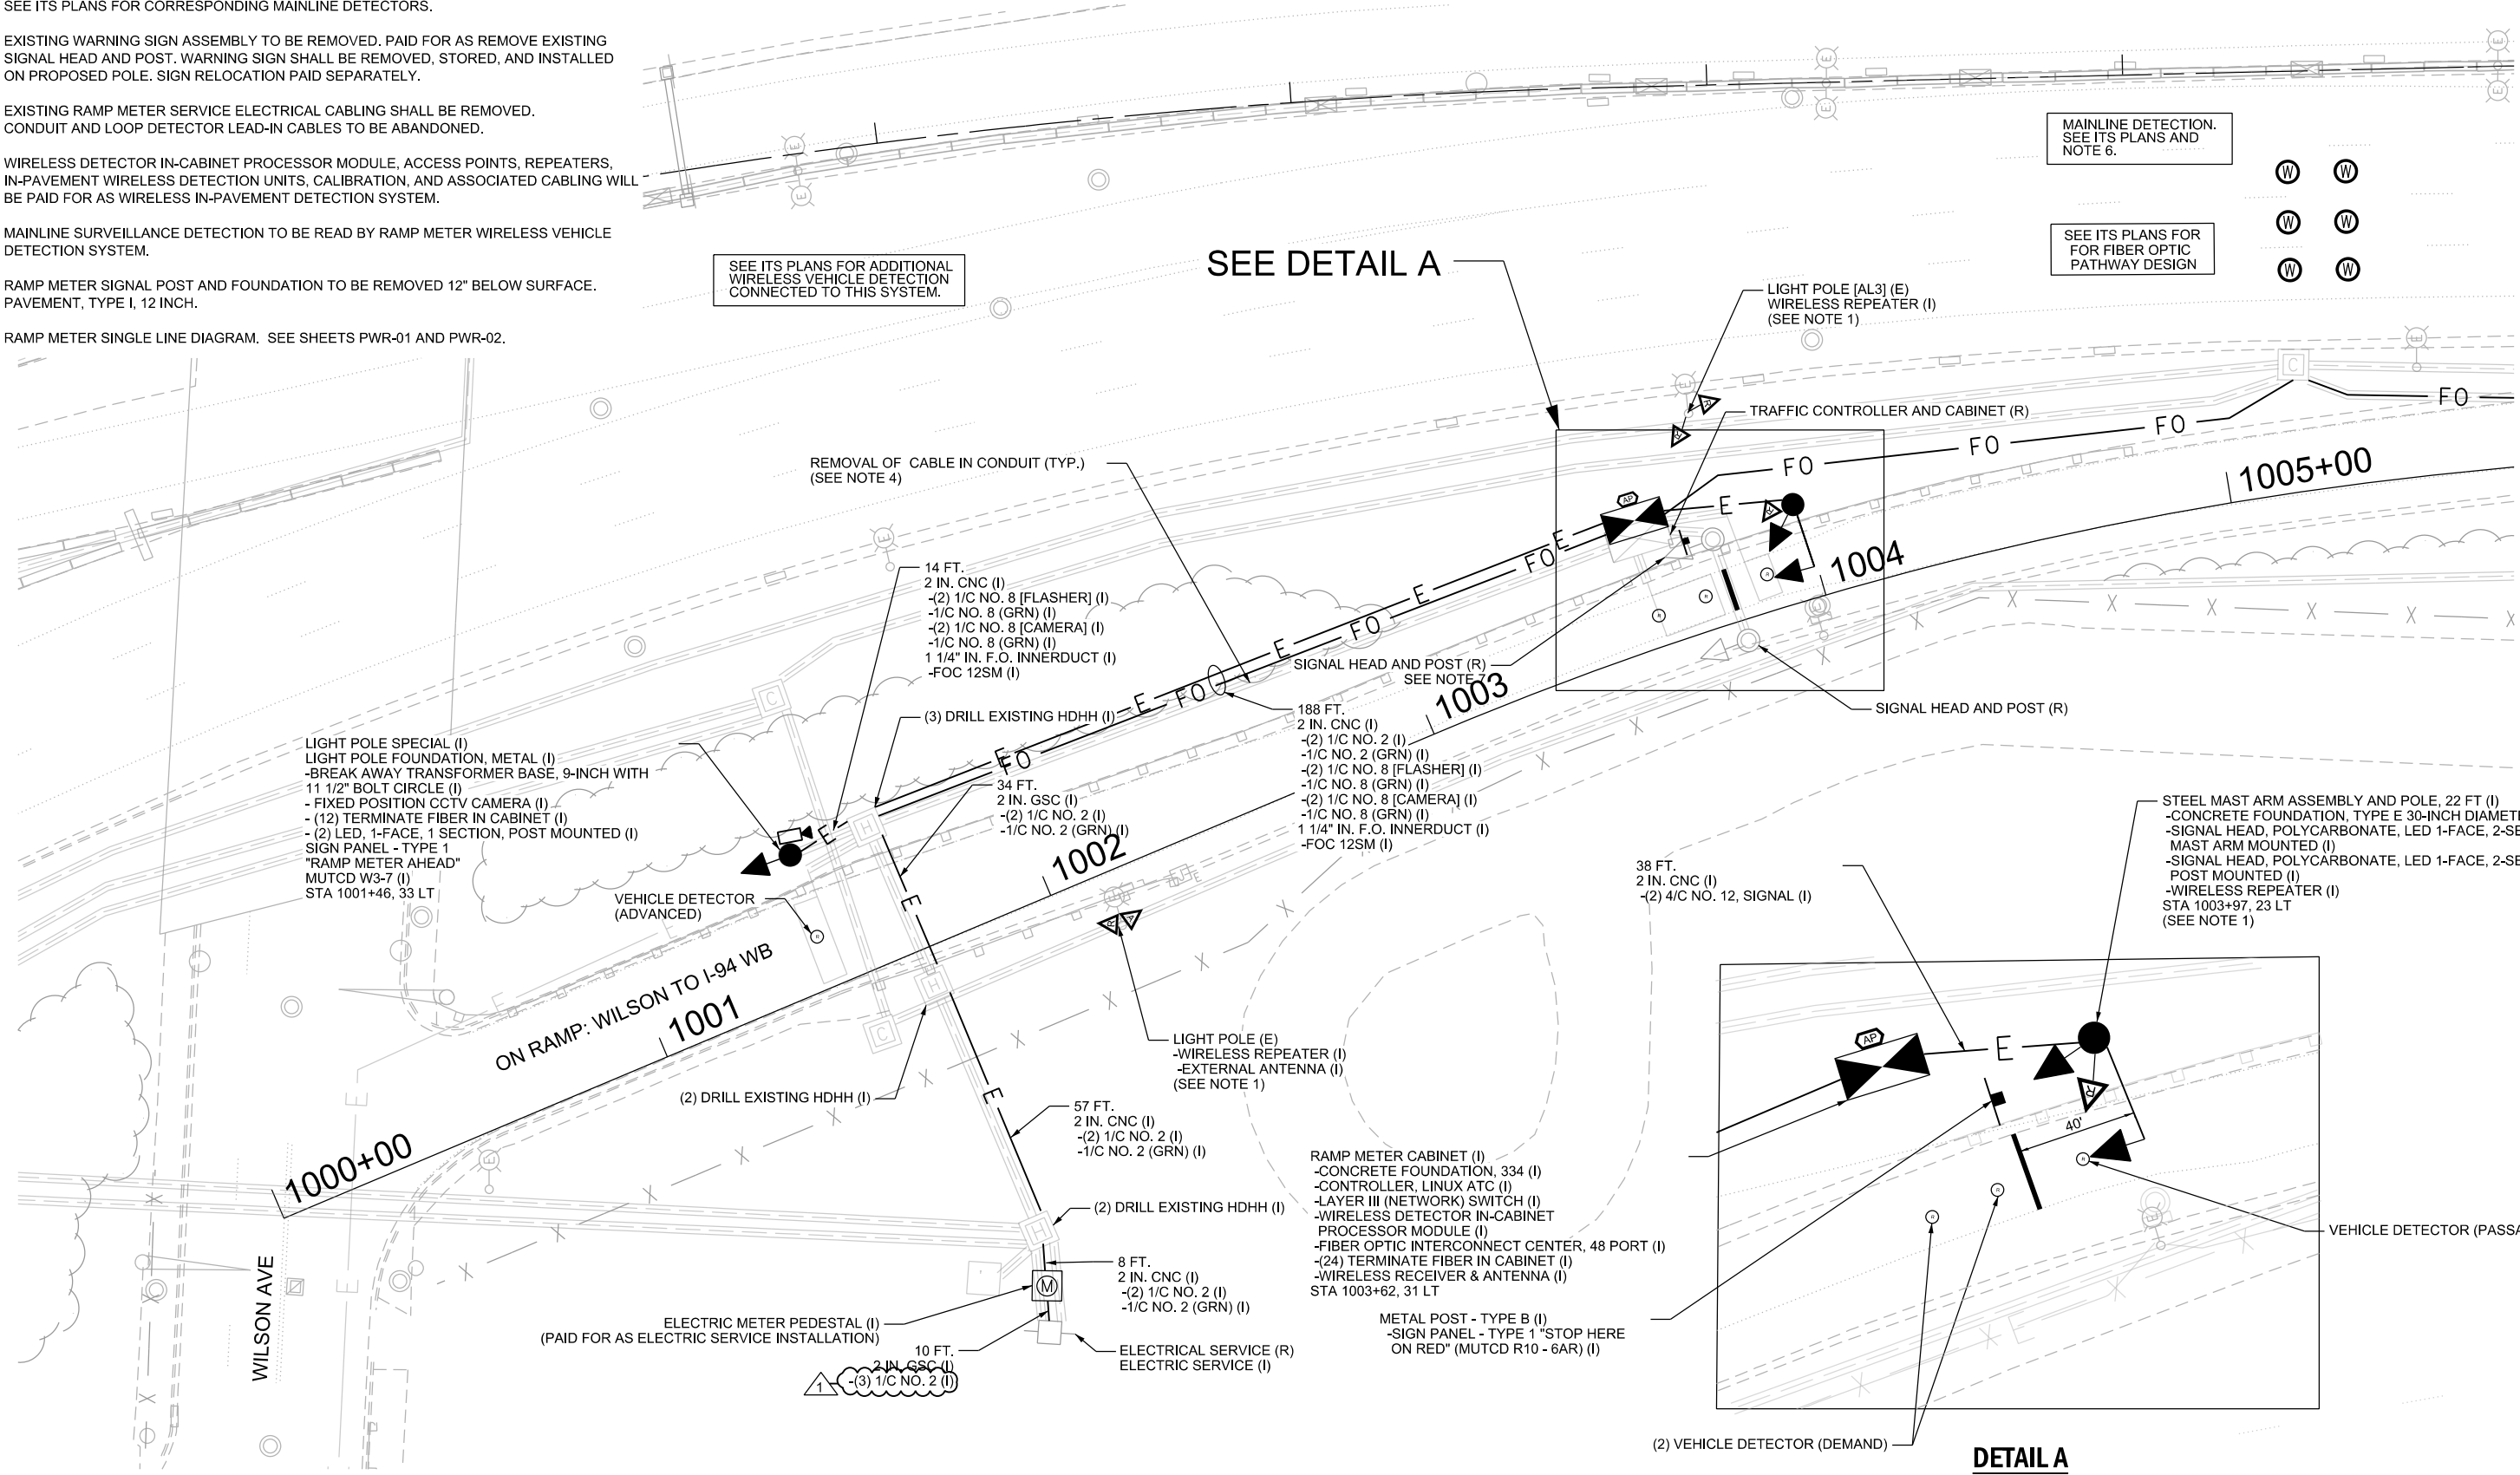 SEE ITS PLANS FOR CORRESPONDING MAINLINE DETECTORS.
EXISTING WARNING SIGN ASSEMBLY TO BE REMOVED. PAID FOR AS REMOVE EXISTING
SIGNAL HEAD AND POST. WARNING SIGN SHALL BE REMOVED, STORED, AND INSTALLED
ON PROPOSED POLE. SIGN RELOCATION PAID SEPARATELY.
EXISTING RAMP METER SERVICE ELECTRICAL CABLING SHALL BE REMOVED.
CONDUIT AND LOOP DETECTOR LEAD-IN CABLES TO BE ABANDONED.
WIRELESS DETECTOR IN-CABINET PROCESSOR MODULE, ACCESS POINTS, REPEATERS,
IN-PAVEMENT WIRELESS DETECTION UNITS, CALIBRATION, AND ASSOCIATED CABLING WILL
BE PAID FOR AS WIRELESS IN-PAVEMENT DETECTION SYSTEM.
MAINLINE SURVEILLANCE DETECTION TO BE READ BY RAMP METER WIRELESS VEHICLE
DETECTION SYSTEM.
RAMP METER SIGNAL POST AND FOUNDATION TO BE REMOVED 12" BELOW SURFACE.
PAVEMENT, TYPE I, 12 INCH.
RAMP METER SINGLE LINE DIAGRAM. SEE SHEETS PWR-01 AND PWR-02.
SEE ITS PLANS FOR ADDITIONAL
WIRELESS VEHICLE DETECTION
CONNECTED TO THIS SYSTEM.
SEE DETAIL A
MAINLINE DETECTION.
SEE ITS PLANS AND
NOTE 6.
W W
W W
W W
SEE ITS PLANS FOR
FOR FIBER OPTIC
PATHWAY DESIGN
LIGHT POLE [AL3] (E)
WIRELESS REPEATER (I)
(SEE NOTE 1)
TRAFFIC CONTROLLER AND CABINET (R)
REMOVAL OF CABLE IN CONDUIT (TYP.)
(SEE NOTE 4)
FO FO FO FO
1005+00
1004
1003
1002
1001
1000+00
AP
E FO E FO E FO E FO E
14 FT.
2 IN. CNC (I)
-(2) 1/C NO. 8 [FLASHER] (I)
-1/C NO. 8 (GRN) (I)
-(2) 1/C NO. 8 [CAMERA] (I)
-1/C NO. 8 (GRN) (I)
1 1/4" IN. F.O. INNERDUCT (I)
-FOC 12SM (I)
(3) DRILL EXISTING HDHH (I)
SIGNAL HEAD AND POST (R)
SEE NOTE 7
SIGNAL HEAD AND POST (R)
LIGHT POLE SPECIAL (I)
LIGHT POLE FOUNDATION, METAL (I)
-BREAK AWAY TRANSFORMER BASE, 9-INCH WITH
11 1/2" BOLT CIRCLE (I)
- FIXED POSITION CCTV CAMERA (I)
- (12) TERMINATE FIBER IN CABINET (I)
- (2) LED, 1-FACE, 1 SECTION, POST MOUNTED (I)
SIGN PANEL - TYPE 1
"RAMP METER AHEAD"
MUTCD W3-7 (I)
STA 1001+46, 33 LT
34 FT.
2 IN. GSC (I)
-(2) 1/C NO. 2 (I)
-1/C NO. 2 (GRN) (I)
188 FT.
2 IN. CNC (I)
-(2) 1/C NO. 2 (I)
-1/C NO. 2 (GRN) (I)
-(2) 1/C NO. 8 [FLASHER] (I)
-1/C NO. 8 (GRN) (I)
-(2) 1/C NO. 8 [CAMERA] (I)
-1/C NO. 8 (GRN) (I)
1 1/4" IN. F.O. INNERDUCT (I)
-FOC 12SM (I)
VEHICLE DETECTOR
(ADVANCED)
38 FT.
2 IN. CNC (I)
-(2) 4/C NO. 12, SIGNAL (I)
STEEL MAST ARM ASSEMBLY AND POLE, 22 FT (I)
-CONCRETE FOUNDATION, TYPE E 30-INCH
-SIGNAL HEAD, POLYCARBONATE, LED 1-FACE,
MAST ARM MOUNTED (I)
-SIGNAL HEAD, POLYCARBONATE, LED 1-FACE,
POST MOUNTED (I)
-WIRELESS REPEATER (I)
STA 1003+97, 23 LT
(SEE NOTE 1)
ON RAMP: WILSON TO I-94 WB
LIGHT POLE (E)
-WIRELESS REPEATER (I)
-EXTERNAL ANTENNA (I)
(SEE NOTE 1)
(2) DRILL EXISTING HDHH (I)
57 FT.
2 IN. CNC (I)
-(2) 1/C NO. 2 (I)
-1/C NO. 2 (GRN) (I)
(2) DRILL EXISTING HDHH (I)
8 FT.
2 IN. CNC (I)
-(2) 1/C NO. 2 (I)
-1/C NO. 2 (GRN) (I)
M
ELECTRIC METER PEDESTAL (I)
(PAID FOR AS ELECTRIC SERVICE INSTALLATION)
10 FT.
2 IN. GSC (I)
1 -(3) 1/C NO. 2 (I)
ELECTRICAL SERVICE (R)
ELECTRIC SERVICE (I)
WILSON AVE
RAMP METER CABINET (I)
-CONCRETE FOUNDATION, 334 (I)
-CONTROLLER, LINUX ATC (I)
-LAYER III (NETWORK) SWITCH (I)
-WIRELESS DETECTOR IN-CABINET
PROCESSOR MODULE (I)
-FIBER OPTIC INTERCONNECT CENTER, 48 PORT (I)
-(24) TERMINATE FIBER IN CABINET (I)
-WIRELESS RECEIVER & ANTENNA (I)
STA 1003+62, 31 LT
METAL POST - TYPE B (I)
-SIGN PANEL - TYPE 1 "STOP HERE
ON RED" (MUTCD R10 - 6AR) (I)
AP
E
R
40'
VEHICLE DETECTOR
(2) VEHICLE DETECTOR (DEMAND)
DETAIL A